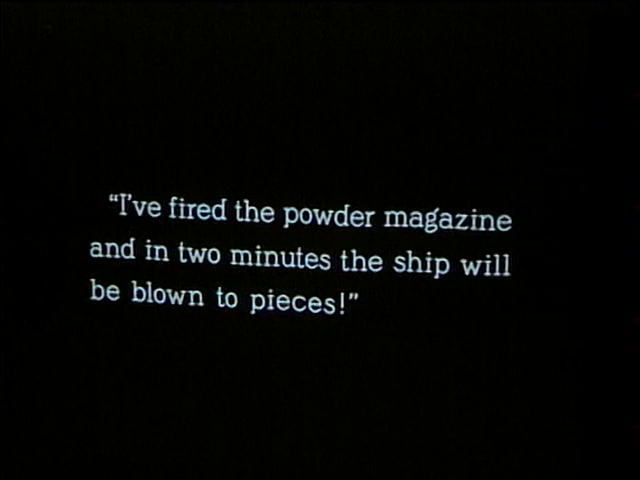 “I've fired the powder magazine
and in two minutes the ship will
be blown to pieces!”